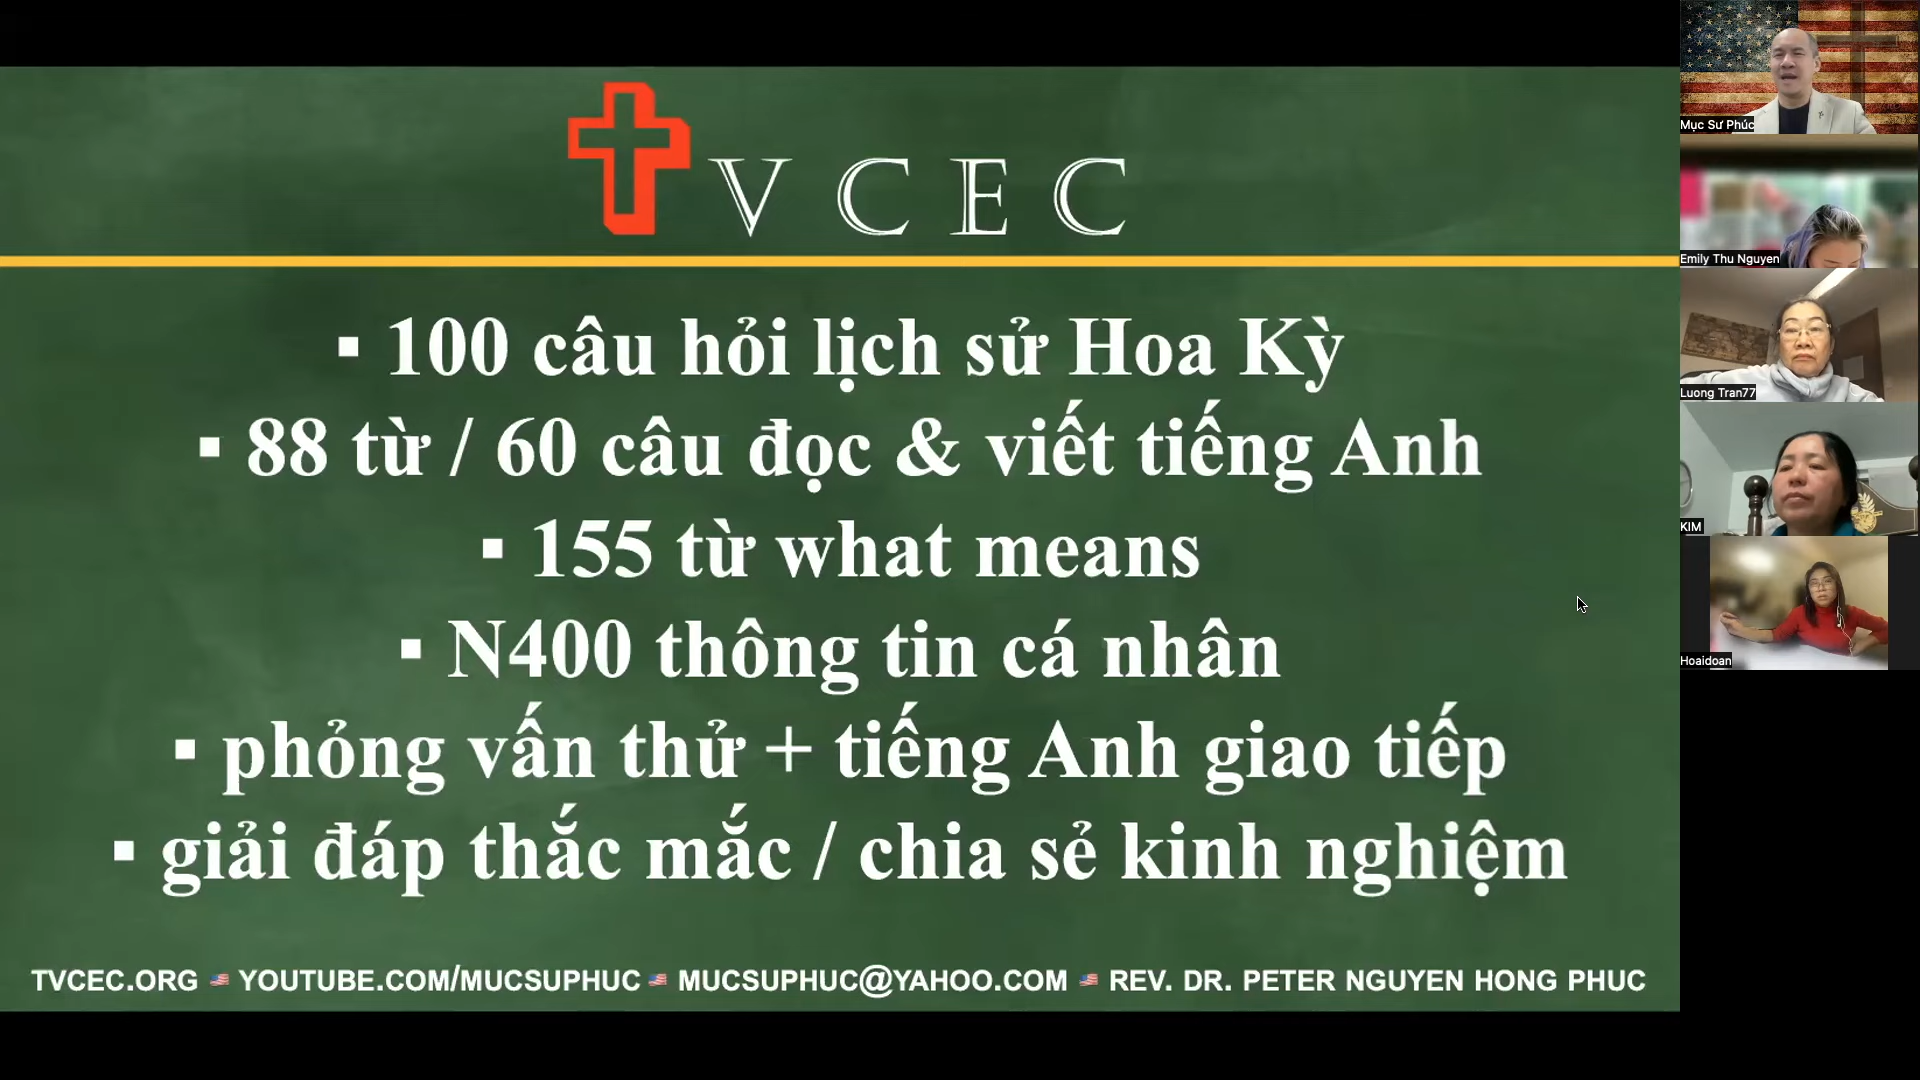 VCEC
▪ 100 câu hỏi lịch sử Hoa Kỳ
▪ 88 từ / 60 câu đọc & viết tiếng Anh
▪ 155 từ what means
▪ N400 thông tin cá nhân
▪ phỏng vấn thử + tiếng Anh giao tiếp
▪ giải đáp thắc mắc / chia sẻ kinh nghiệm
TVCEC.ORG 🇺🇸 YOUTUBE.COM/MUCSUPHUC 🇺🇸 MUCSUPHUC@YAHOO.COM 🇺🇸 REV. DR. PETER NGUYEN HONG PHUC
Mục Sư Phúc
Emily Thu Nguyen
Luong Tran77
KIM
Hoaidoan